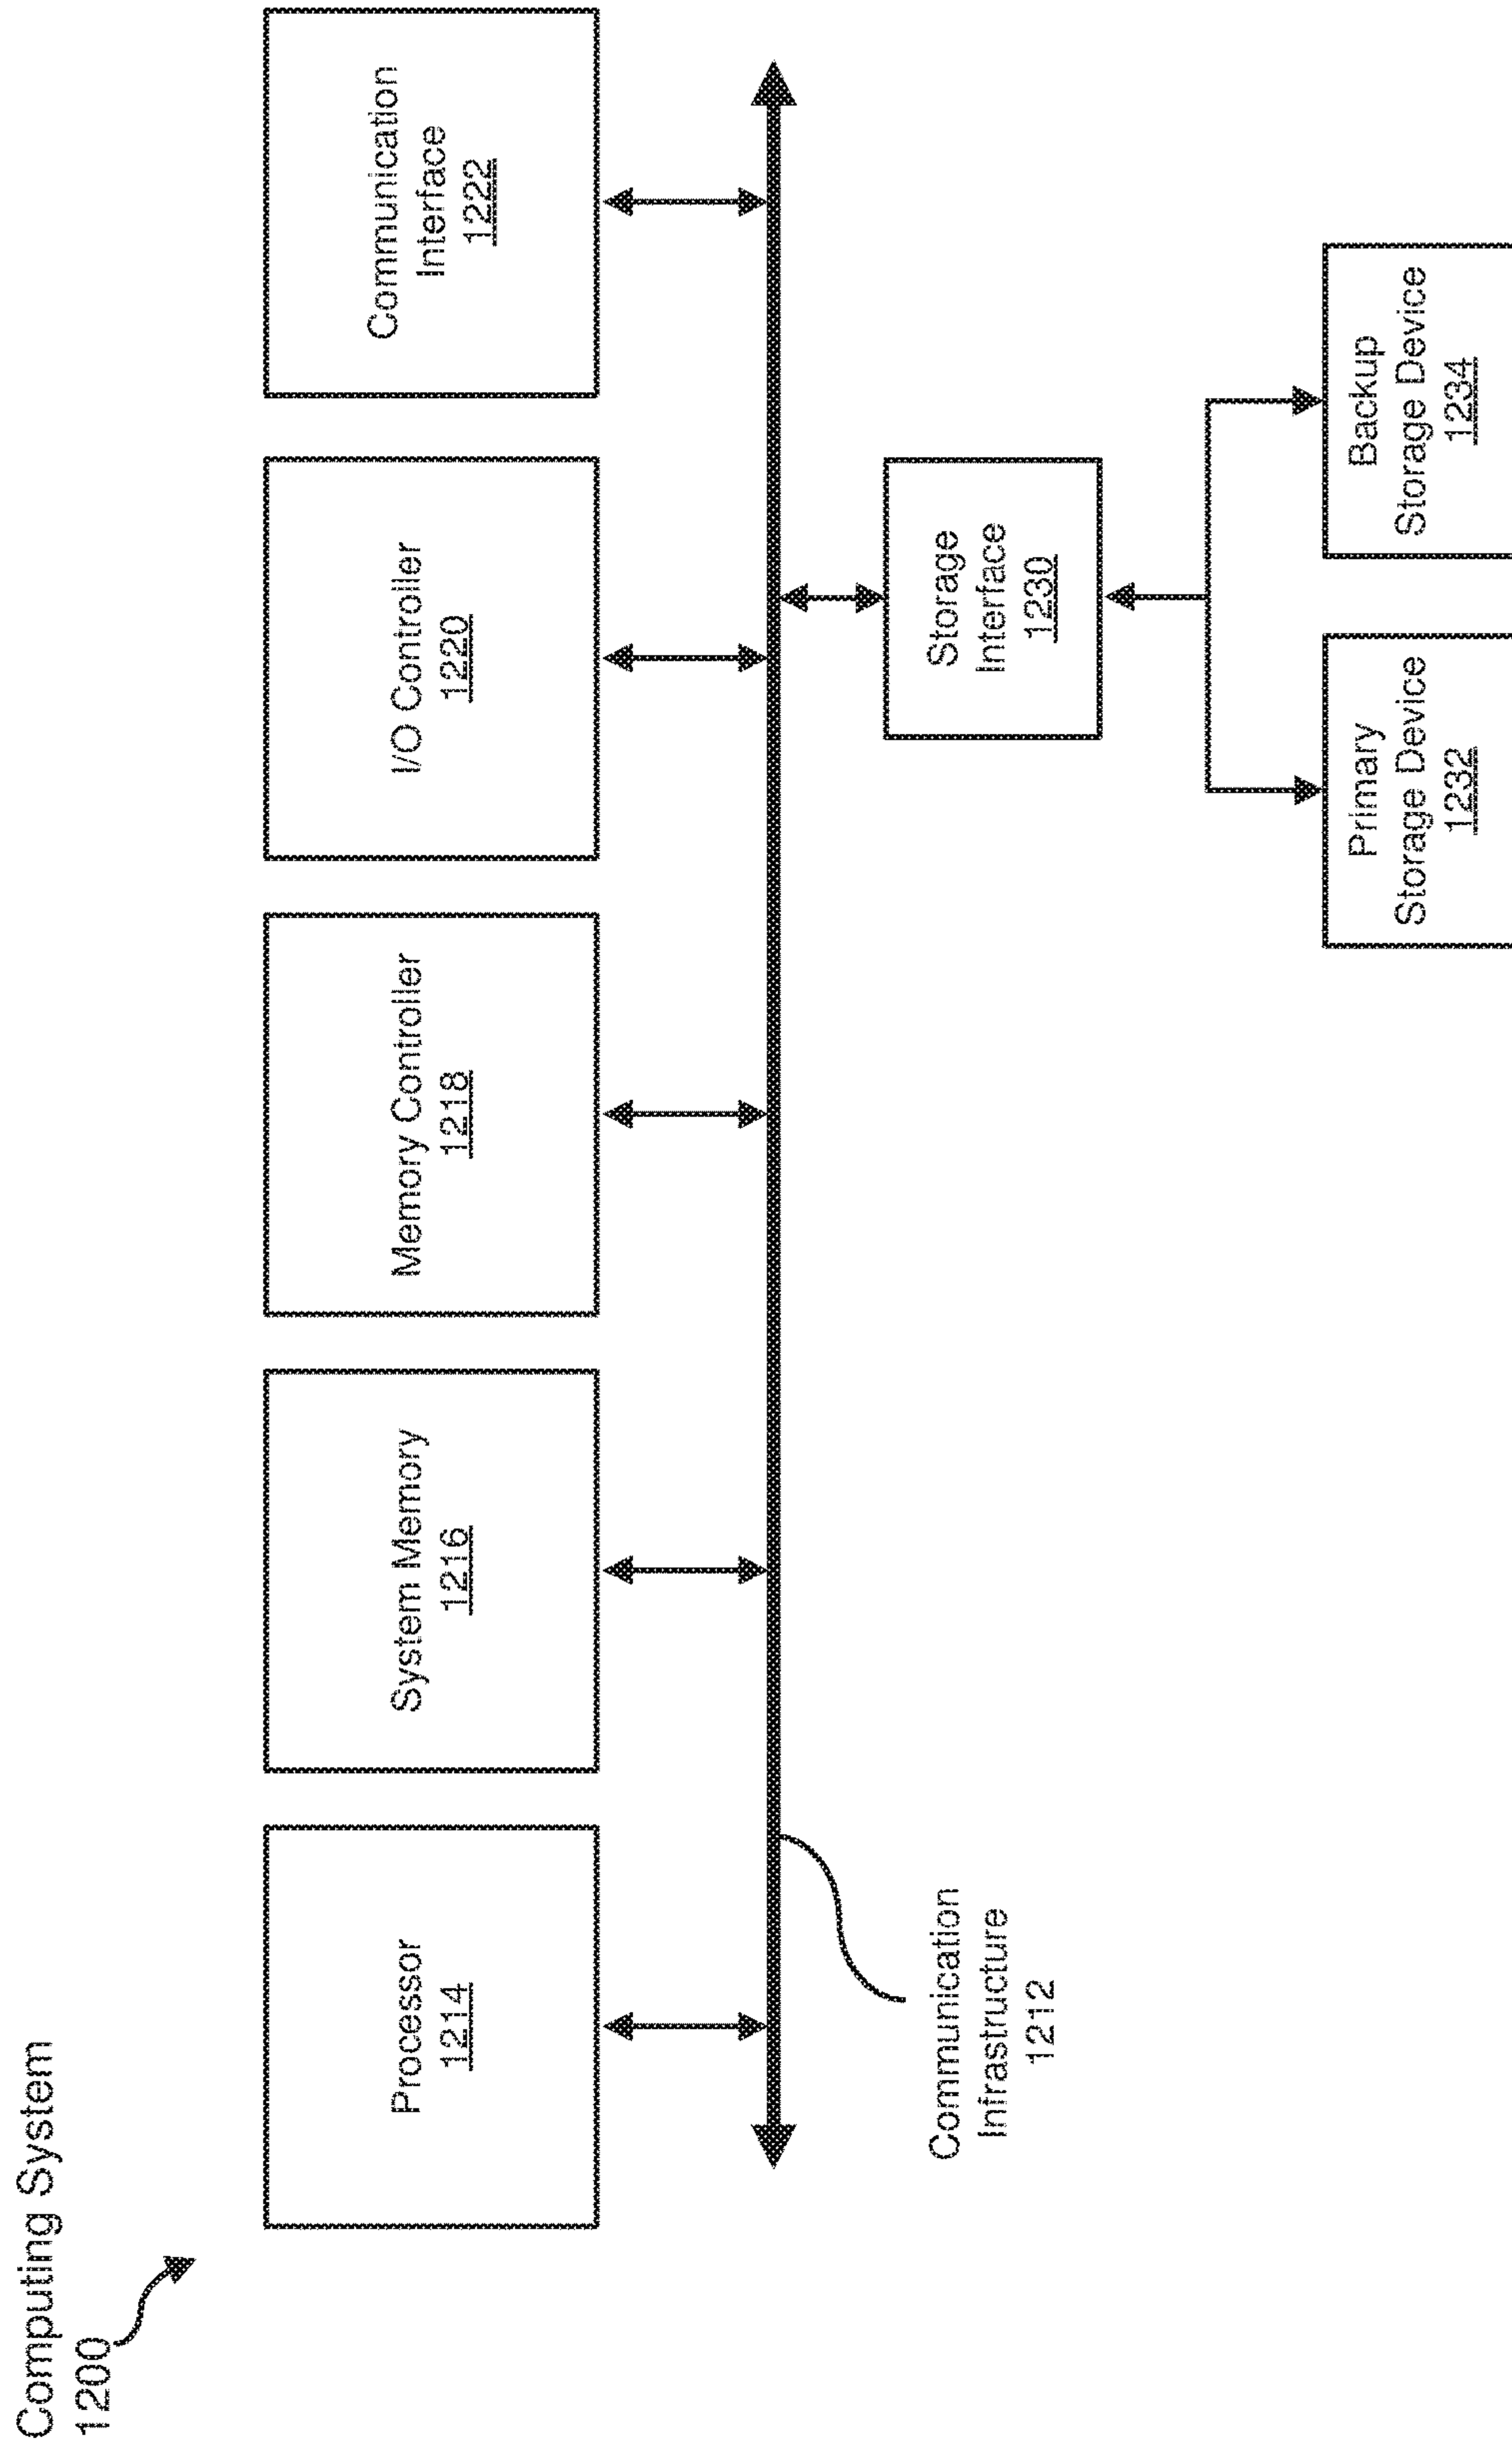 Computing System
1200
Processor
1214
System Memory
1216
Memory Controller
1218
I/O Controller
1220
Communication
Interface
1222
Communication
Infrastructure
1212
Storage
Interface
1230
Primary
Storage Device
1232
Backup
Storage Device
1234